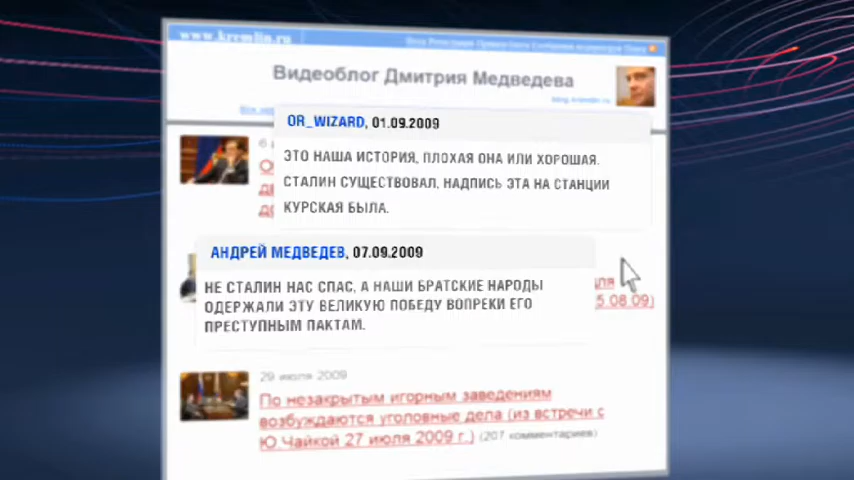 www.kremlin.ru
Видеоблог Дмитрия Медведева
blog.kremlin.ru
OR_WIZARD, 01.09.2009
ЭТО НАША ИСТОРИЯ, ПЛОХАЯ ОНА ИЛИ ХОРОШАЯ.
СТАЛИН СУЩЕСТВОВАЛ, НАДПИСЬ ЭТА НА СТАНЦИИ
КУРСКАЯ БЫЛА.
АНДРЕЙ МЕДВЕДЕВ, 07.09.2009
НЕ СТАЛИН НАС СПАС, А НАШИ БРАТСКИЕ НАРОДЫ
ОДЕРЖАЛИ ЭТУ ВЕЛИКУЮ ПОБЕДУ ВОПРЕКИ ЕГО
ПРЕСТУПНЫМ ПАКТАМ.
5.08.09)
29 июля 2009
По незакрытым игорным заведениям
возбуждаются уголовные дела (из встречи с
Ю.Чайкой 27 июля 2009 г.) (207 комментариев)